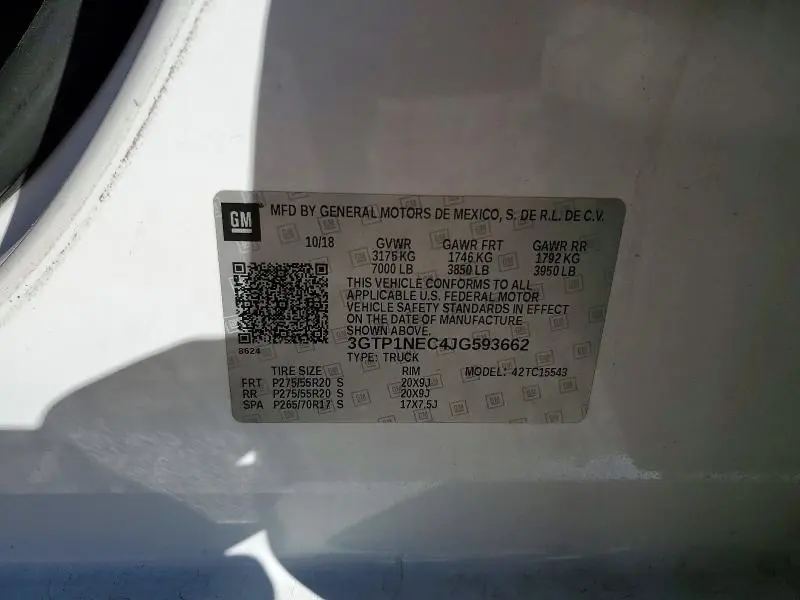 GM MFD BY GENERAL MOTORS DE MEXICO, S. DE R.L. DE C.V.
10/18 GVWR GAWR FRT GAWR RR
3175 KG 1746 KG 1792 KG
7000 LB 3850 LB 3950 LB
THIS VEHICLE CONFORMS TO ALL
APPLICABLE U.S. FEDERAL MOTOR
VEHICLE SAFETY STANDARDS IN EFFECT
ON THE DATE OF MANUFACTURE
SHOWN ABOVE.
8624 3GTP1NEC4JG593662
TYPE: TRUCK
TIRE SIZE RIM MODEL: 42TC15543
FRT P275/55R20 S 20X9J
RR P275/55R20 S 20X9J
SPA P265/70R17 S 17X7.5J